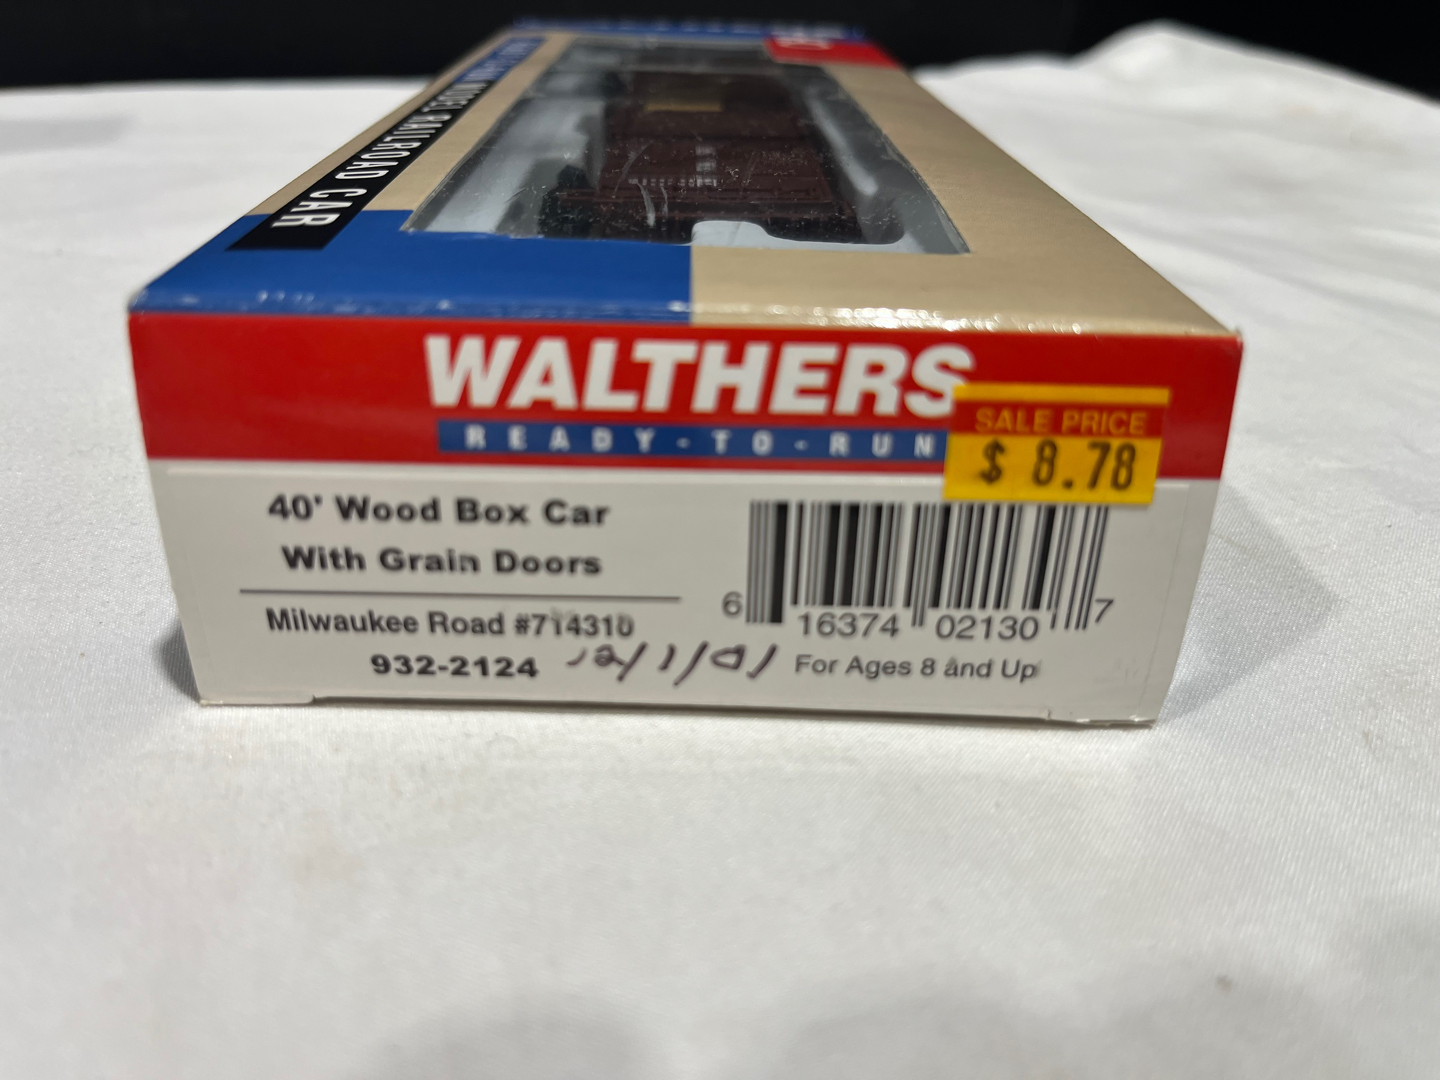 MODEL RAILROAD CAR
WALTHERS
READY-TO-RUN
SALE PRICE
$ 8.78
40' Wood Box Car
With Grain Doors
Milwaukee Road #714310
932-2124
6 16374 02130 7
For Ages 8 and Up